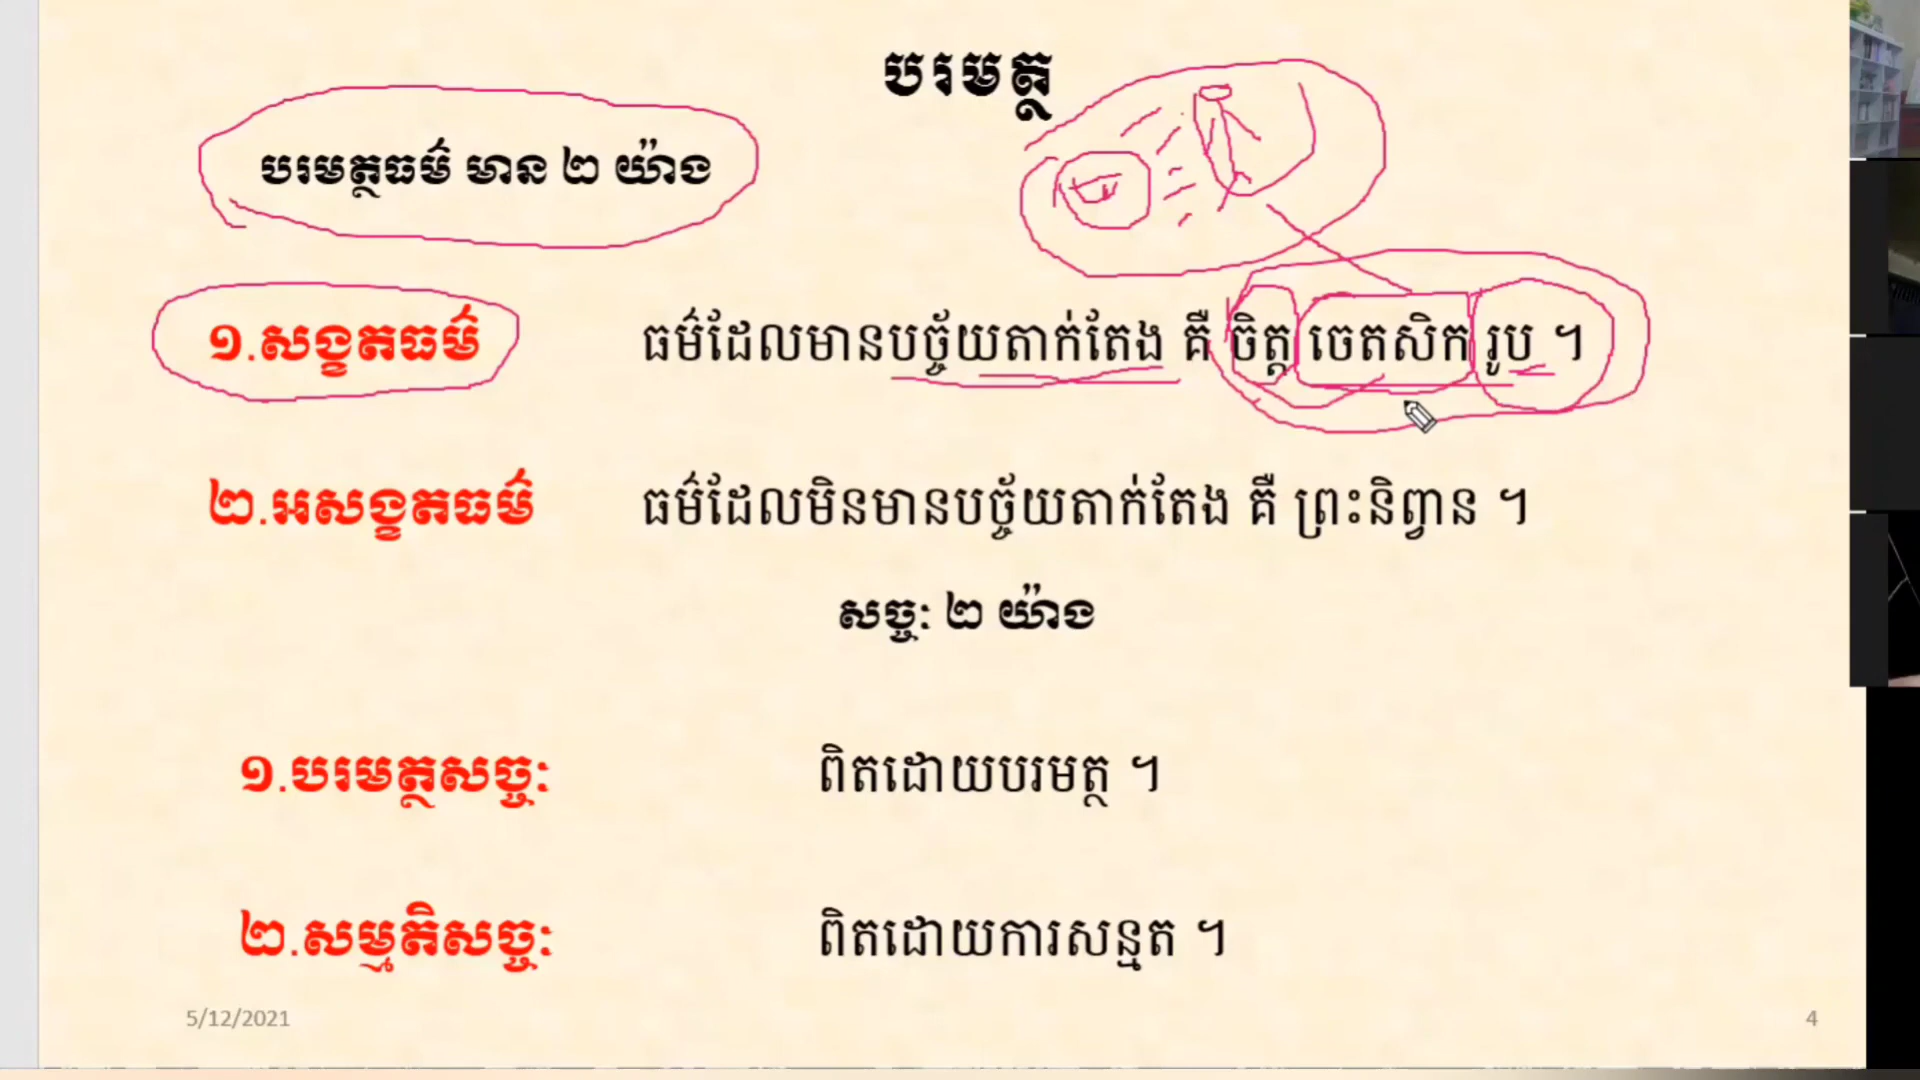 បរមត្ថ
បរមត្ថធម៌ មាន ២ យ៉ាង
១.សង្ខតធម៌ ធម៌ដែលមានបច្ច័យតាក់តែង គឺ ចិត្ត ចេតសិក រូប ។
២.អសង្ខតធម៌ ធម៌ដែលមិនមានបច្ច័យតាក់តែង គឺ ព្រះនិព្វាន ។
សច្ចៈ ២ យ៉ាង
១.បរមត្ថសច្ចៈ ពិតដោយបរមត្ថ ។
២.សម្មតិសច្ចៈ ពិតដោយការសន្មត ។
5/12/2021 4